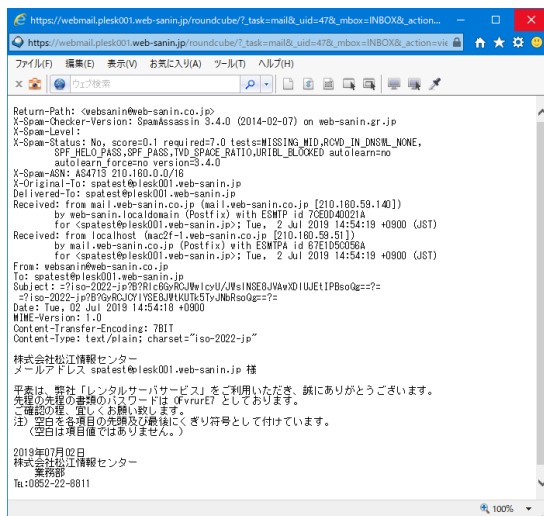 https://webmail.plesk001.web-sanin.jp/roundcube/?_task=mail&_uid=47&_mbox=INBOX&_action...
https://webmail.plesk001.web-sanin.jp/roundcube/?_task=mail&_uid=47&_mbox=INBOX&_action=vie
ファイル(F) 編集(E) 表示(V) お気に入り(A) ツール(T) ヘルプ(H)
ウェブ検索
Return-Path: <websanin@web-sanin.co.jp>
X-Spam-Checker-Version: SpamAssassin 3.4.0 (2014-02-07) on web-sanin.gr.jp
X-Spam-Level:
X-Spam-Status: No, score=0.1 required=7.0 tests=MISSING_MID,RCVD_IN_DNSWL_NONE,
SPF_HELO_PASS,SPF_PASS,TVD_SPACE_RATIO,URIBL_BLOCKED autolearn=no
autolearn_force=no version=3.4.0
X-Spam-ASN: AS4713 210.160.0.0/16
X-Original-To: spatest@plesk001.web-sanin.jp
Delivered-To: spatest@plesk001.web-sanin.jp
Received: from mail.web-sanin.co.jp (mail.web-sanin.co.jp [210.160.59.140])
by web-sanin.localdomain (Postfix) with ESMTP id 7CE0D40021A
for <spatest@plesk001.web-sanin.jp>; Tue, 2 Jul 2019 14:54:19 +0900 (JST)
Received: from localhost (mac2f-1.web-sanin.co.jp [210.160.59.51])
by mail.web-sanin.co.jp (Postfix) with ESMTPA id 67E1D5C056A
for <spatest@plesk001.web-sanin.jp>; Tue, 2 Jul 2019 14:54:19 +0900 (JST)
From: websanin@web-sanin.co.jp
To: spatest@plesk001.web-sanin.jp
Date: Tue, 02 Jul 2019 14:54:18 +0900
MIME-Version: 1.0
Content-Transfer-Encoding: 7BIT
Content-Type: text/plain; charset="iso-2022-jp"
株式会社松江情報センター
メールアドレス spatest@plesk001.web-sanin.jp 様
平素は、弊社「レンタルサーバサービス」をご利用いただき、誠にありがとうございます。
先程の先程の書類のパスワードは QFvrurE7 としております。
ご確認の程、宜しくお願い致します。
注）空白を各項目の先頭及び最後にくぎり符号として付けています。
（空白は項目値ではありません。）
2019年07月02日
株式会社松江情報センター
業務部
℡:0852-22-8811
100%